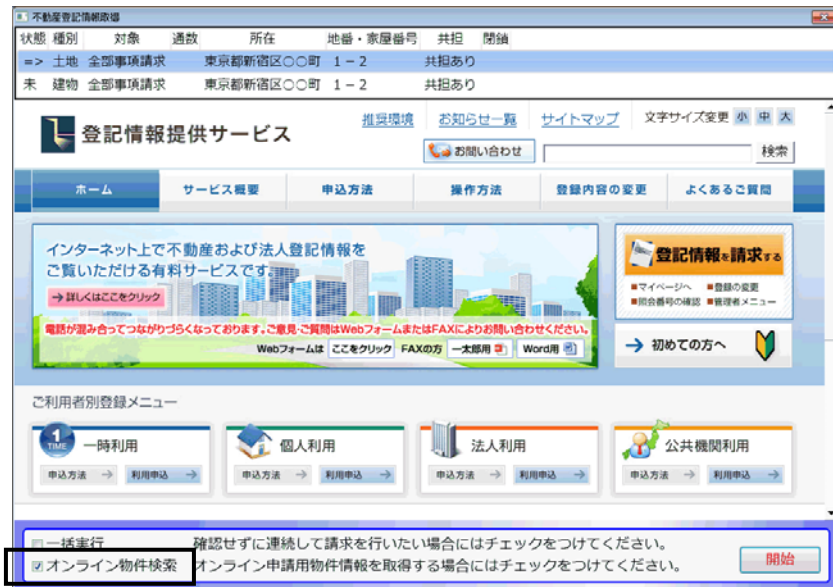 不動産登記情報取得
状態 種別 対象 通数 所在 地番・家屋番号 共担 閉鎖
=> 土地 全部事項請求 東京都新宿区○○町 1－2 共担あり
未 建物 全部事項請求 東京都新宿区○○町 1－2 共担あり
推奨環境 お知らせ一覧 サイトマップ 文字サイズ変更 小 中 大
登記情報提供サービス
お問い合わせ 検索
ホーム サービス概要 申込方法 操作方法 登録内容の変更 よくあるご質問
インターネット上で不動産および法人登記情報を
ご覧いただける有料サービスです。
→詳しくはここをクリック
電話が混み合ってつながりづらくなっております。ご意見・ご質問はWebフォームまたはFAXによりお問い合わせください。
Webフォームは ここをクリック FAXの方 一太郎用 Word用
登記情報を請求する
■マイページへ ■登録の変更
■照会番号の確認 ■管理者メニュー
→ 初めての方へ
ご利用者別登録メニュー
1 TIME 一時利用
申込方法 → 利用申込 →
個人利用
申込方法 → 利用申込 →
法人利用
申込方法 → 利用申込 →
公共機関利用
申込方法 → 利用申込 →
一括実行 確認せずに連続して請求を行いたい場合にはチェックをつけてください。
オンライン物件検索 オンライン申請用物件情報を取得する場合にはチェックをつけてください。
開始